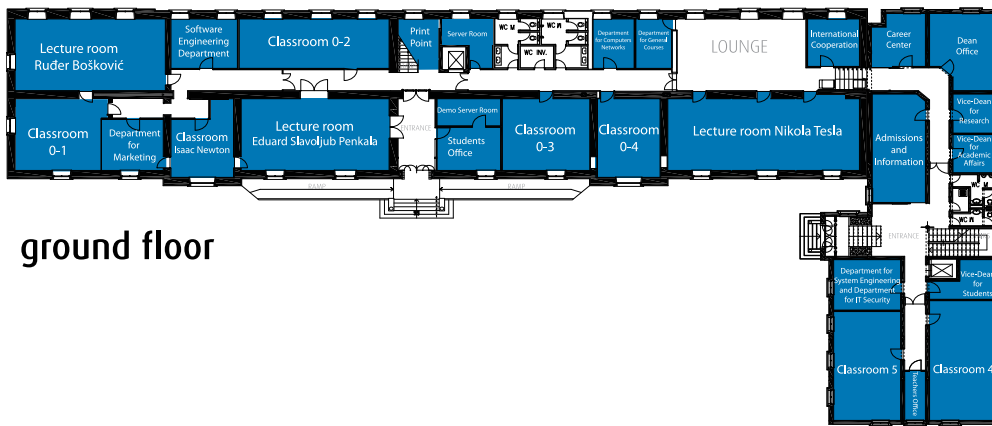 Lecture room
Ruđer Bošković
Software
Engineering
Department
Classroom 0-2
Print
Point
Server Room
WC M
WC Ž
WC INV.
Department
for Computers
Networks
Department
for General
Courses
LOUNGE
International
Cooperation
Career
Center
Dean
Office
Classroom
0-1
Department
for
Marketing
Classroom
Isaac Newton
Lecture room
Eduard Slavoljub Penkala
ENTRANCE
Demo Server Room
Students
Office
Classroom
0-3
Classroom
0-4
Lecture room Nikola Tesla
Admissions
and
Information
Vice-Dean
for
Research
Vice-Dean
for
Academic
Affairs
WC M
WC Ž
RAMP
RAMP
ground floor
ENTRANCE
Department for
System Engineering
and Department
for IT Security
Vice-Dean
for
Students
Classroom 5
Teachers Office
Classroom 4